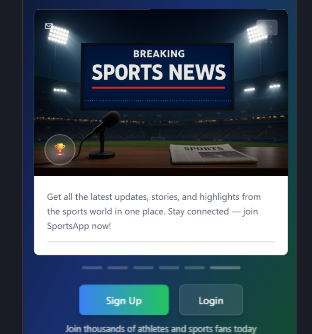 BREAKING
SPORTS NEWS
SPORTS NEWS
Get all the latest updates, stories, and highlights from
the sports world in one place. Stay connected — join
SportsApp now!
Sign Up
Login
Join thousands of athletes and sports fans today